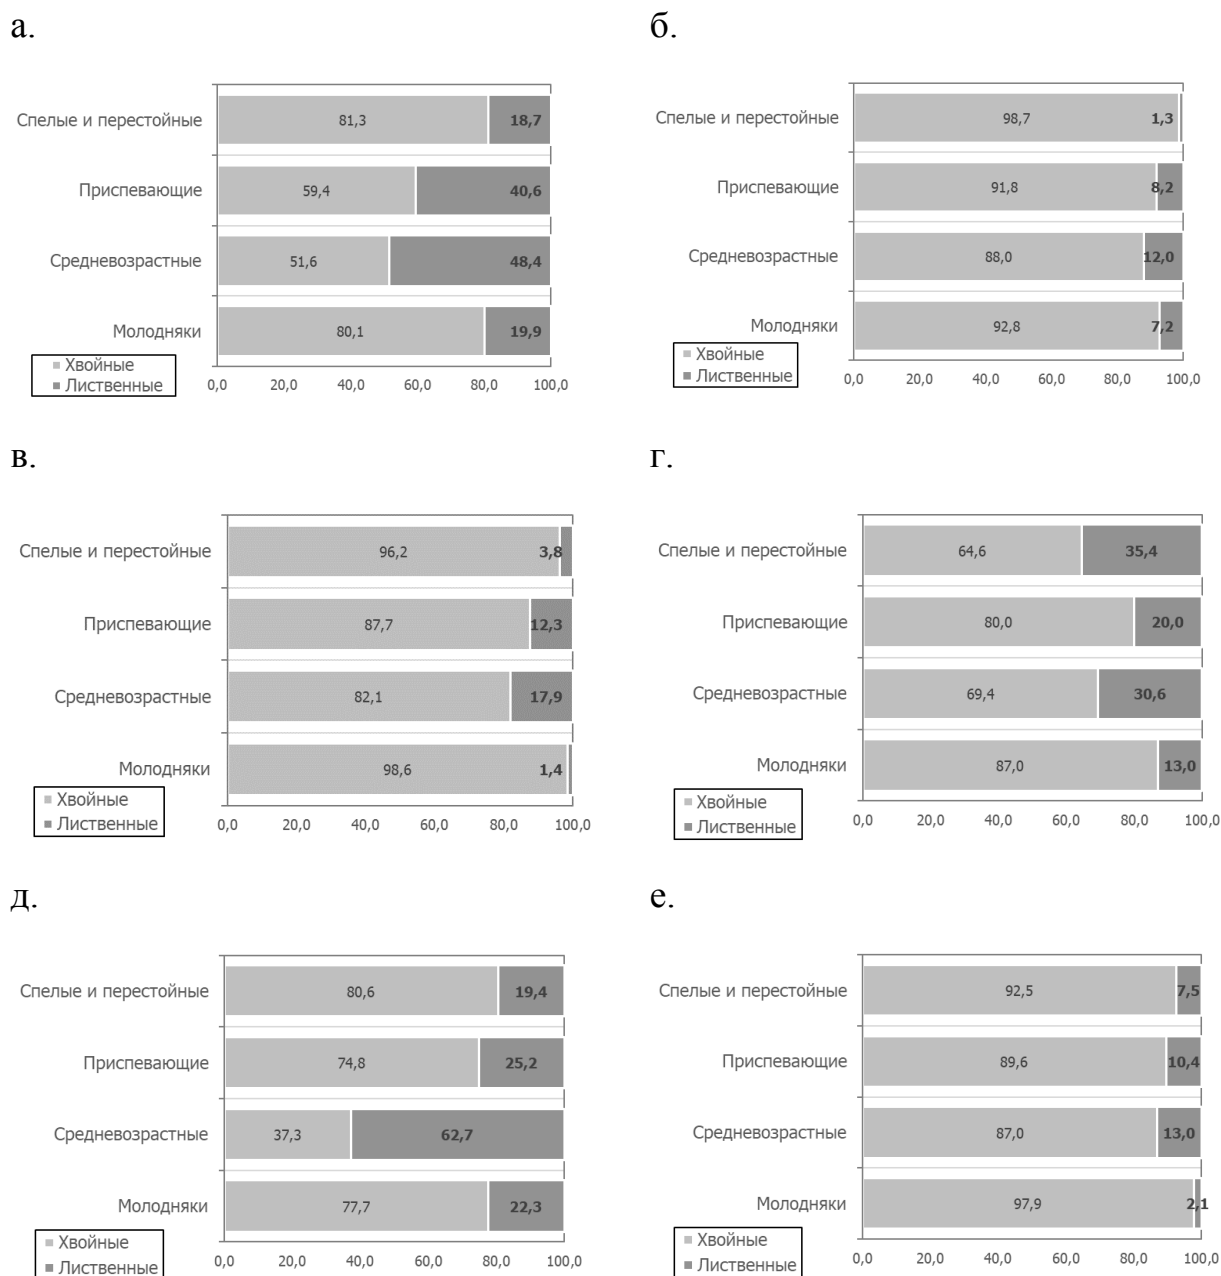 а.
Спелые и перестойные 81,3 18,7
Приспевающие 59,4 40,6
Средневозрастные 51,6 48,4
Молодняки 80,1 19,9
Хвойные
Лиственные
0,0 20,0 40,0 60,0 80,0 100,0
б.
Спелые и перестойные 98,7 1,3
Приспевающие 91,8 8,2
Средневозрастные 88,0 12,0
Молодняки 92,8 7,2
Хвойные
Лиственные
0,0 20,0 40,0 60,0 80,0 100,0
в.
Спелые и перестойные 96,2 3,8
Приспевающие 87,7 12,3
Средневозрастные 82,1 17,9
Молодняки 98,6 1,4
Хвойные
Лиственные
0,0 20,0 40,0 60,0 80,0 100,0
г.
Спелые и перестойные 64,6 35,4
Приспевающие 80,0 20,0
Средневозрастные 69,4 30,6
Молодняки 87,0 13,0
Хвойные
Лиственные
0,0 20,0 40,0 60,0 80,0 100,0
д.
Спелые и перестойные 80,6 19,4
Приспевающие 74,8 25,2
Средневозрастные 37,3 62,7
Молодняки 77,7 22,3
Хвойные
Лиственные
0,0 20,0 40,0 60,0 80,0 100,0
е.
Спелые и перестойные 92,5 7,5
Приспевающие 89,6 10,4
Средневозрастные 87,0 13,0
Молодняки 97,9 2,1
Хвойные
Лиственные
0,0 20,0 40,0 60,0 80,0 100,0